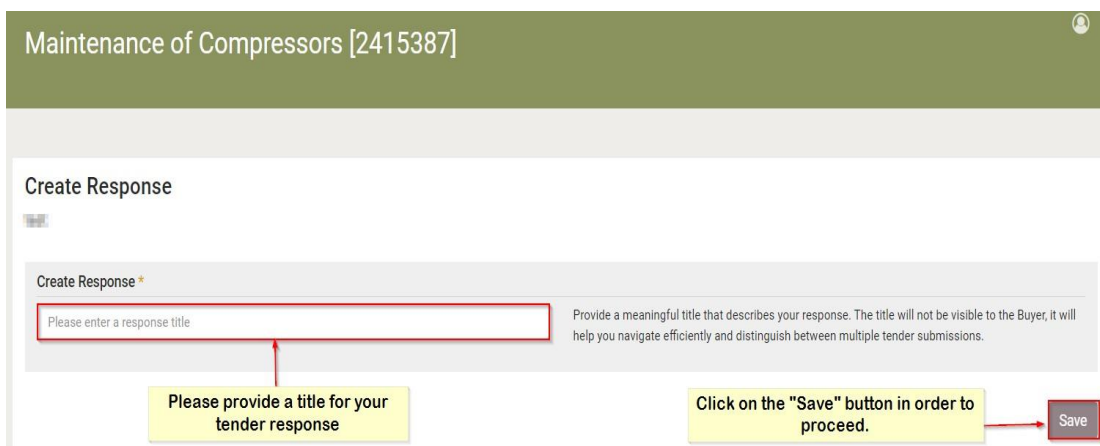 Maintenance of Compressors [2415387]
Create Response
Create Response *
Please enter a response title
Provide a meaningful title that describes your response. The title will not be visible to the Buyer, it will
help you navigate efficiently and distinguish between multiple tender submissions.
Please provide a title for your
tender response
Click on the "Save" button in order to
proceed.
Save